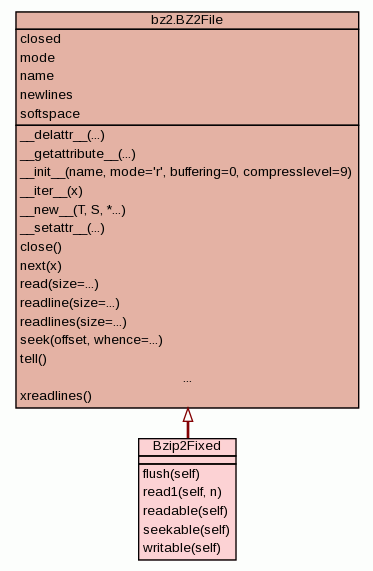 bz2.BZ2File
closed
mode
name
newlines
softspace
__delattr__(...)
__getattribute__(...)
__init__(name, mode='r', buffering=0, compresslevel=9)
__iter__(x)
__new__(T, S, *...)
__setattr__(...)
close()
next(x)
read(size=...)
readline(size=...)
readlines(size=...)
seek(offset, whence=...)
tell()
...
xreadlines()
Bzip2Fixed
flush(self)
read1(self, n)
readable(self)
seekable(self)
writable(self)